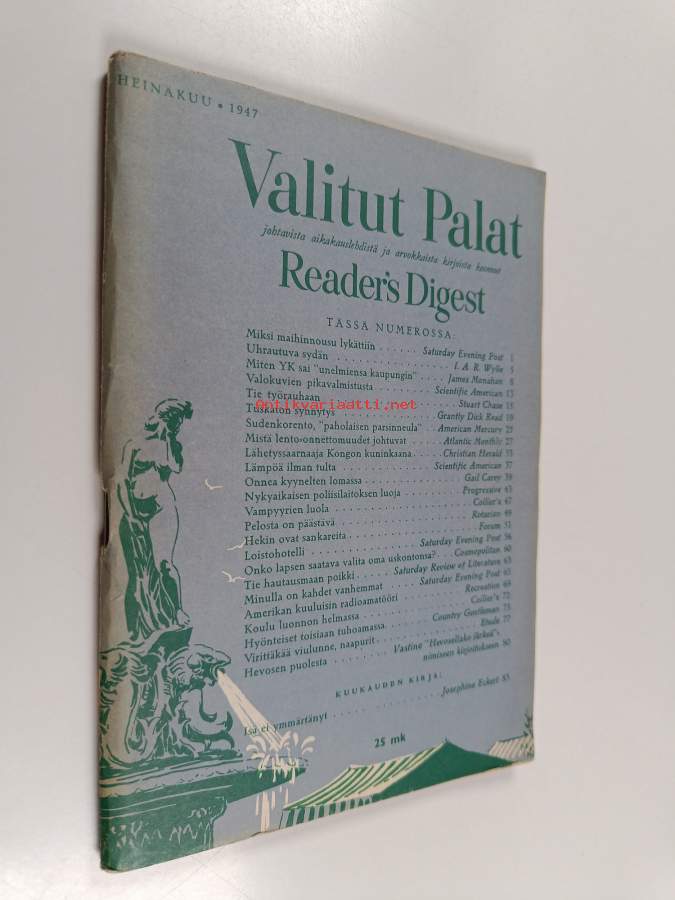 HEINÄKUU • 1947
Valitut Palat
johtavista aikakauslehdistä ja arvokkaista kirjoista kootut
Reader's Digest
TÄSSÄ NUMEROSSA:
Miksi maihinnousu lykättiin . . . . . . Saturday Evening Post 1
Uhrautuva sydän . . . . . . I. A. R. Wylie 5
Miten YK sai "unelmiensa kaupungin" . . . James Monahan 8
Valokuvien pikavalmistusta . . . . Scientific American 13
Tie työrauhaan . . . . Stuart Chase 15
Tuskaton synnytys . . . . Grantly Dick Read 19
Sudenkorento, "paholaisen parsinneula" . . American Mercury 25
Mistä lento-onnettomuudet johtuvat . . . Atlantic Monthly 27
Lähetyssaarnaaja Kongon kuninkaana . . . Christian Herald 33
Lämpöä ilman tulta . . . . Scientific American 37
Onnea kyynelten lomassa . . . . Gail Carey 39
Nykyaikaisen poliisilaitoksen luoja . . . . Progressive 43
Vampyyrien luola . . . . Collier's 47
Pelosta on päästävä . . . . Rotarian 49
Hekin ovat sankareita . . . . Forum 51
Loistohotelli . . . . Saturday Evening Post 56
Onko lapsen saatava valita oma uskontonsa? . . . Cosmopolitan 60
Tie hautausmaan poikki . . . . Saturday Review of Literature 63
Minulla on kahdet vanhemmat . . . . Saturday Evening Post 65
Amerikan kuuluisin radioamatööri . . . . Recreation 69
Koulu luonnon helmassa . . . . Collier's 72
Hyönteiset toisiaan tuhoamassa . . . . Country Gentleman 75
Virittäkää viulunne, naapurit . . . . Etude 77
Hevosen puolesta . . . . Vastine "Hevosellako järkeä"-
nimiseen kirjoitukseen 80
KUUKAUDEN KIRJA:
Isä ei ymmärtänyt . . . . Josephine Eckert 83
25 mk
antikvariaatti.net